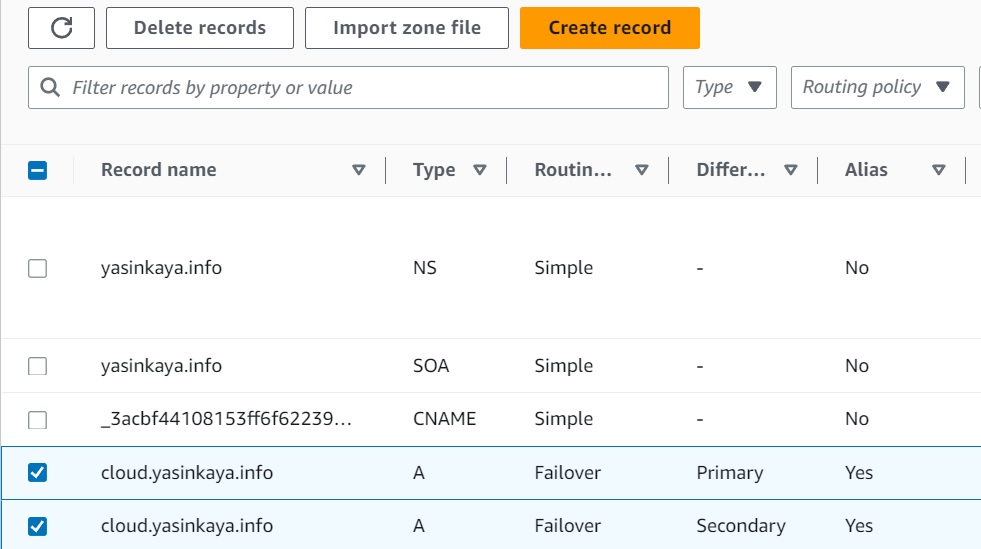 Delete records Import zone file Create record
Filter records by property or value Type Routing policy
Record name Type Routin... Differ... Alias
yasinkaya.info NS Simple - No
yasinkaya.info SOA Simple - No
_3acbf44108153ff6f62239... CNAME Simple - No
cloud.yasinkaya.info A Failover Primary Yes
cloud.yasinkaya.info A Failover Secondary Yes